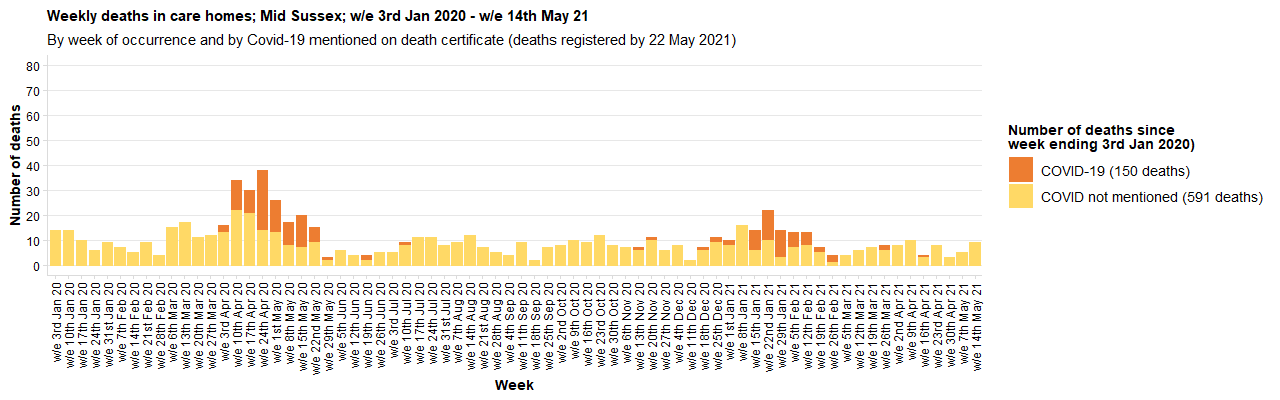 Weekly deaths in care homes; Mid Sussex; w/e 3rd Jan 2020 - w/e 14th May 21
By week of occurrence and by Covid-19 mentioned on death certificate (deaths registered by 22 May 2021)
Number of deaths
80
70
60
50
40
30
20
10
0
w/e 3rd Jan 20
w/e 10th Jan 20
w/e 17th Jan 20
w/e 24th Jan 20
w/e 31st Jan 20
w/e 7th Feb 20
w/e 14th Feb 20
w/e 21st Feb 20
w/e 28th Feb 20
w/e 6th Mar 20
w/e 13th Mar 20
w/e 20th Mar 20
w/e 27th Mar 20
w/e 3rd Apr 20
w/e 10th Apr 20
w/e 17th Apr 20
w/e 24th Apr 20
w/e 1st May 20
w/e 8th May 20
w/e 15th May 20
w/e 22nd May 20
w/e 29th May 20
w/e 5th Jun 20
w/e 12th Jun 20
w/e 19th Jun 20
w/e 26th Jun 20
w/e 3rd Jul 20
w/e 10th Jul 20
w/e 17th Jul 20
w/e 24th Jul 20
w/e 31st Jul 20
w/e 7th Aug 20
w/e 14th Aug 20
w/e 21st Aug 20
w/e 28th Aug 20
w/e 4th Sep 20
w/e 11th Sep 20
w/e 18th Sep 20
w/e 25th Sep 20
w/e 2nd Oct 20
w/e 9th Oct 20
w/e 16th Oct 20
w/e 23rd Oct 20
w/e 30th Oct 20
w/e 6th Nov 20
w/e 13th Nov 20
w/e 20th Nov 20
w/e 27th Nov 20
w/e 4th Dec 20
w/e 11th Dec 20
w/e 18th Dec 20
w/e 25th Dec 20
w/e 1st Jan 21
w/e 8th Jan 21
w/e 15th Jan 21
w/e 22nd Jan 21
w/e 29th Jan 21
w/e 5th Feb 21
w/e 12th Feb 21
w/e 19th Feb 21
w/e 26th Feb 21
w/e 5th Mar 21
w/e 12th Mar 21
w/e 19th Mar 21
w/e 26th Mar 21
w/e 2nd Apr 21
w/e 9th Apr 21
w/e 16th Apr 21
w/e 23rd Apr 21
w/e 30th Apr 21
w/e 7th May 21
w/e 14th May 21
Week
Number of deaths since
week ending 3rd Jan 2020)
COVID-19 (150 deaths)
COVID not mentioned (591 deaths)